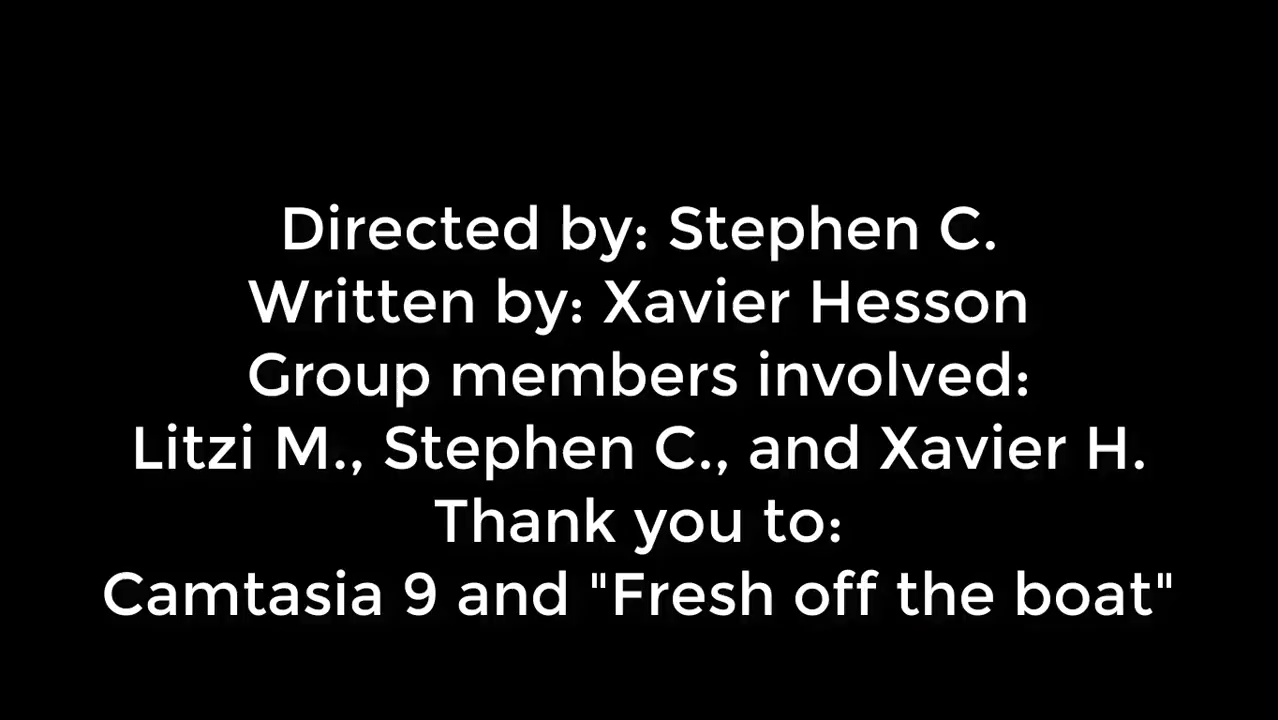 Directed by: Stephen C.
Written by: Xavier Hesson
Group members involved:
Litzi M., Stephen C., and Xavier H.
Thank you to:
Camtasia 9 and "Fresh off the boat"